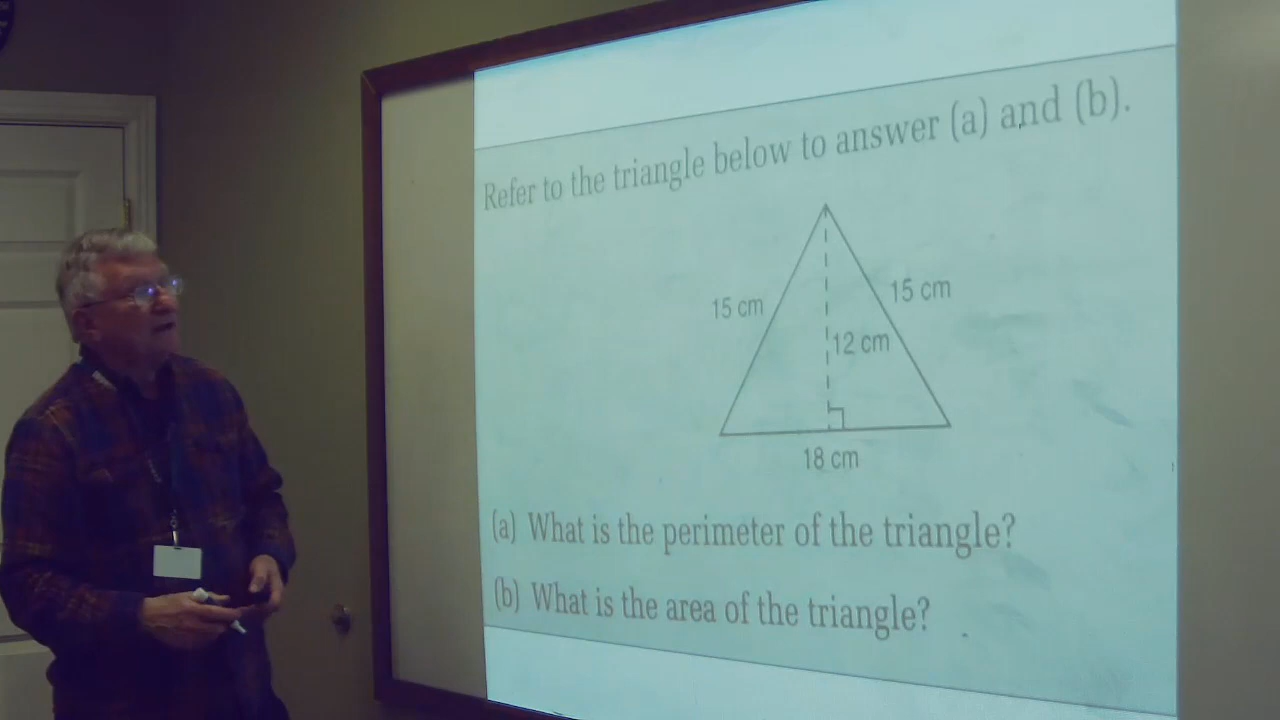 Refer to the triangle below to answer (a) and (b).
15 cm
15 cm
12 cm
18 cm
(a) What is the perimeter of the triangle?
(b) What is the area of the triangle?